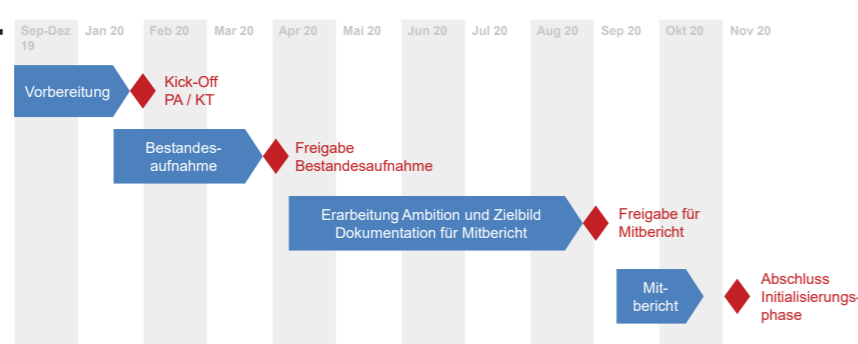 Sep-Dez
19
Jan 20
Feb 20
Mar 20
Apr 20
Mai 20
Jun 20
Jul 20
Aug 20
Sep 20
Okt 20
Nov 20
Vorbereitung
Kick-Off
PA / KT
Bestandes-
aufnahme
Freigabe
Bestandesaufnahme
Erarbeitung Ambition und Zielbild
Dokumentation für Mitbericht
Freigabe für
Mitbericht
Mit-
bericht
Abschluss
Initialisierungs-
phase